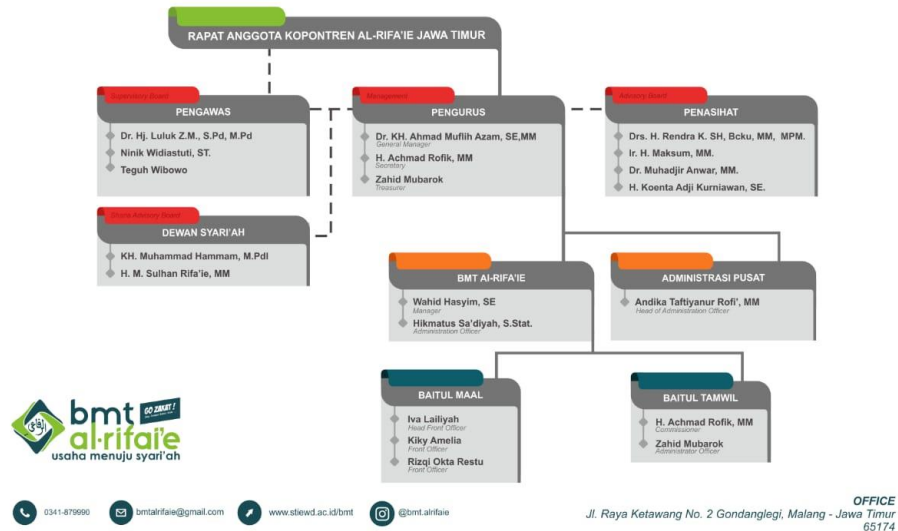 RAPAT ANGGOTA KOPONTREN AL-RIFA'IE JAWA TIMUR
Supervisory Board
PENGAWAS
Dr. Hj. Luluk Z.M., S.Pd, M.Pd
Ninik Widiastuti, ST.
Teguh Wibowo
Management
PENGURUS
Dr. KH. Ahmad Muflih Azam, SE,MM
General Manager
H. Achmad Rofik, MM
Secretary
Zahid Mubarok
Treasurer
Advisory Board
PENASIHAT
Drs. H. Rendra K. SH, Bcku, MM, MPM.
Ir. H. Maksum, MM.
Dr. Muhadjir Anwar, MM.
H. Koenta Adji Kurniawan, SE.
Sharia Advisory Board
DEWAN SYARI'AH
KH. Muhammad Hammam, M.PdI
H. M. Sulhan Rifa'ie, MM
BMT Al-RIFA'IE
Wahid Hasyim, SE
Manager
Hikmatus Sa'diyah, S.Stat.
Administration Officer
ADMINISTRASI PUSAT
Andika Taftiyanur Rofi', MM
Head of Administration Officer
BAITUL MAAL
Iva Lailiyah
Head Front Officer
Kiky Amelia
Front Officer
Rizqi Okta Restu
Front Officer
BAITUL TAMWIL
H. Achmad Rofik, MM
Commissioner
Zahid Mubarok
Administrator Officer
bmt GO ZAKAT !
al-rifai'e
usaha menuju syari'ah
0341-879990
bmtalrifaie@gmail.com
www.stiewd.ac.id/bmt
@bmt.alrifaie
OFFICE
Jl. Raya Ketawang No. 2 Gondanglegi, Malang - Jawa Timur
65174